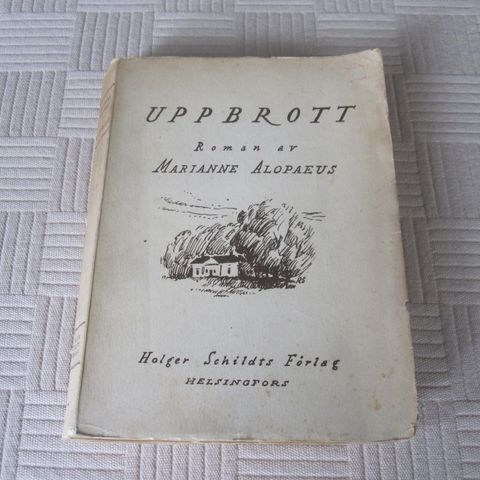 UPPBROTT
Roman av
MARIANNE ALOPAEUS
Holger Schildts Förlag
HELSINGFORS